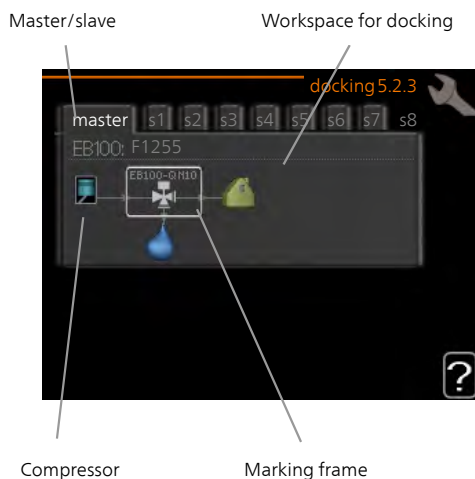 Master/slave
Workspace for docking
docking 5.2.3
master s1 s2 s3 s4 s5 s6 s7 s8
EB100: F1255
EB100-QN10
?
Compressor
Marking frame